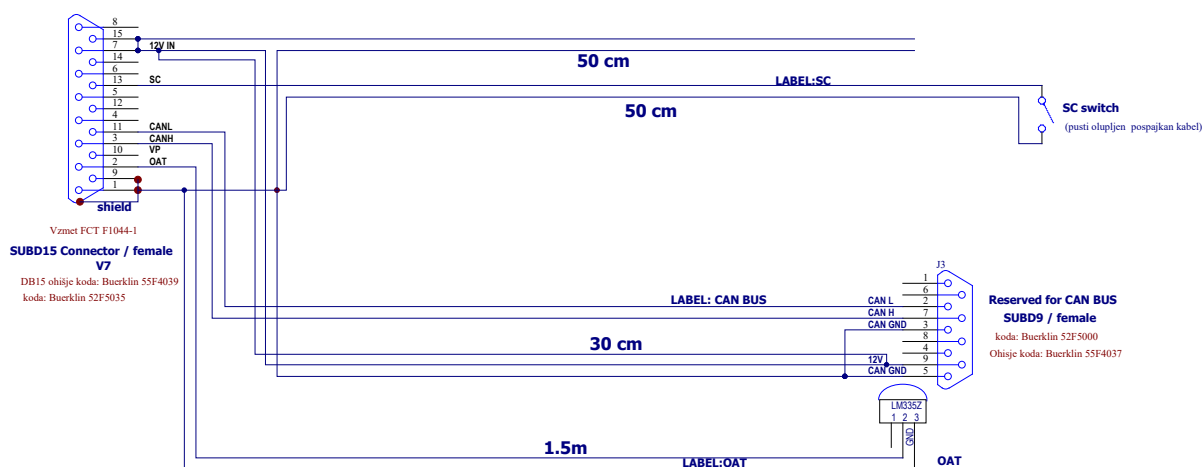 8
15
7 12V IN
14
6
13 SC
5
12
4
11 CANL
3 CANH
10 VP
2 OAT
9
1
shield
Vzmet FCT F1044-1
SUBD15 Connector / female
V7
DB15 ohišje koda: Buerklin 55F4039
koda: Buerklin 52F5035
50 cm
LABEL:SC
50 cm
SC switch
(pusti olupljen pospajkan kabel)
J3
1
6
LABEL: CAN BUS
CAN L 2
CAN H 7
CAN GND 3
8
4
12V 9
CAN GND 5
30 cm
Reserved for CAN BUS
SUBD9 / female
koda: Buerklin 52F5000
Ohisje koda: Buerklin 55F4037
LM335Z
1 2 3
GND
1.5m
LABEL:OAT
OAT